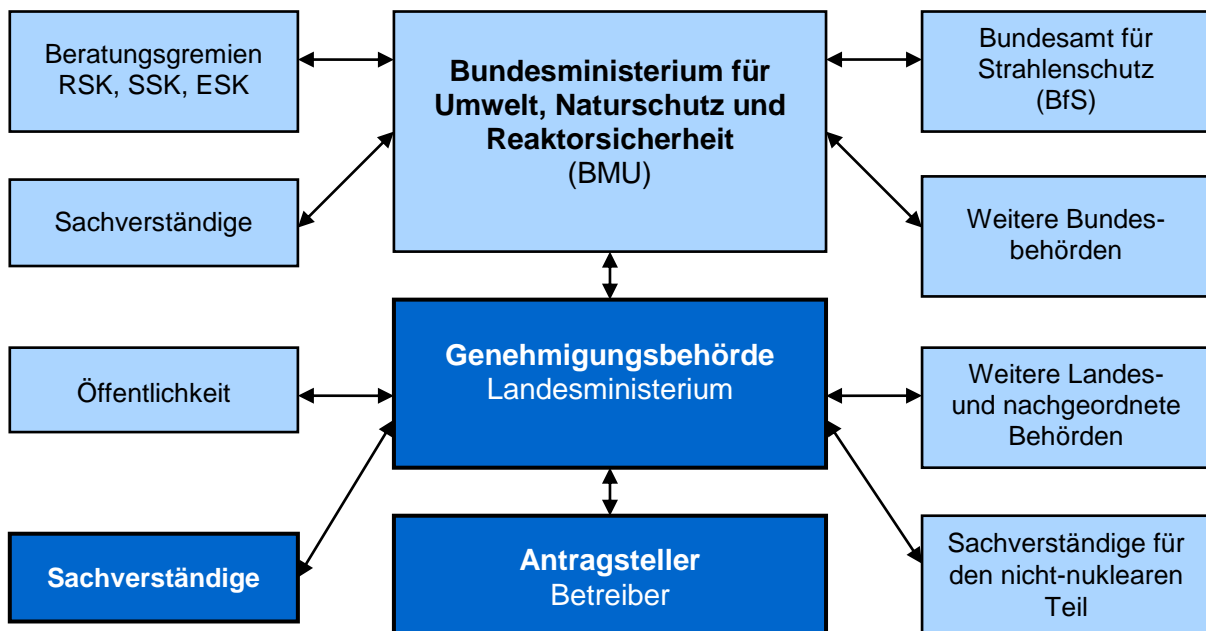 Beratungsgremien
RSK, SSK, ESK
Bundesministerium für
Umwelt, Naturschutz und
Reaktorsicherheit
(BMU)
Bundesamt für
Strahlenschutz
(BfS)
Sachverständige
Weitere Bundes-
behörden
Öffentlichkeit
Genehmigungsbehörde
Landesministerium
Weitere Landes-
und nachgeordnete
Behörden
Sachverständige
Antragsteller
Betreiber
Sachverständige für
den nicht-nuklearen
Teil